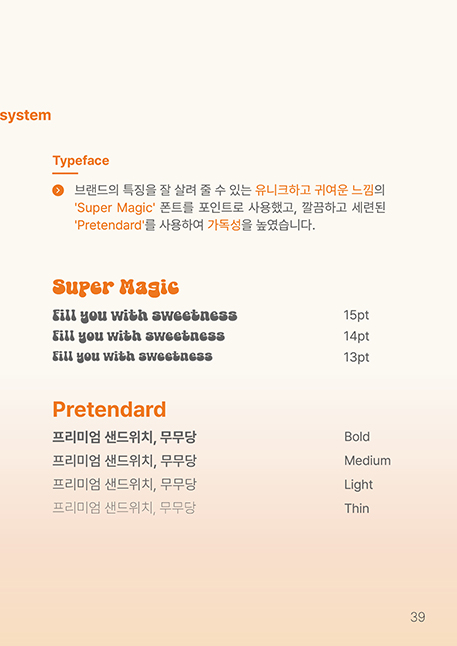 system
Typeface
브랜드의 특징을 잘 살려 줄 수 있는 유니크하고 귀여운 느낌의
'Super Magic' 폰트를 포인트로 사용했고, 깔끔하고 세련된
'Pretendard'를 사용하여 가독성을 높였습니다.
Super Magic
Fill you with sweetness 15pt
Fill you with sweetness 14pt
Fill you with sweetness 13pt
Pretendard
프리미엄 샌드위치, 무무당 Bold
프리미엄 샌드위치, 무무당 Medium
프리미엄 샌드위치, 무무당 Light
프리미엄 샌드위치, 무무당 Thin
39